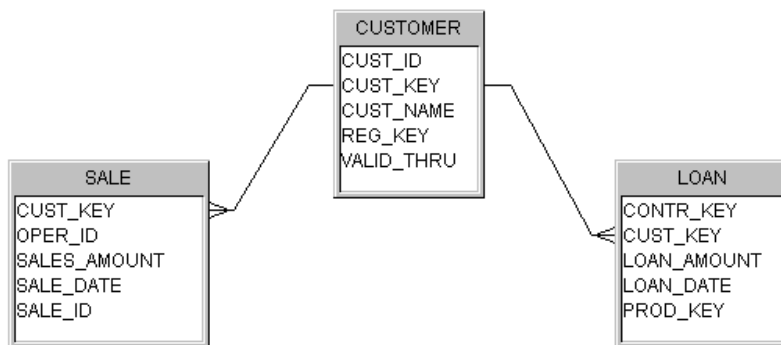 CUSTOMER
CUST_ID
CUST_KEY
CUST_NAME
REG_KEY
VALID_THRU
SALE
CUST_KEY
OPER_ID
SALES_AMOUNT
SALE_DATE
SALE_ID
LOAN
CONTR_KEY
CUST_KEY
LOAN_AMOUNT
LOAN_DATE
PROD_KEY